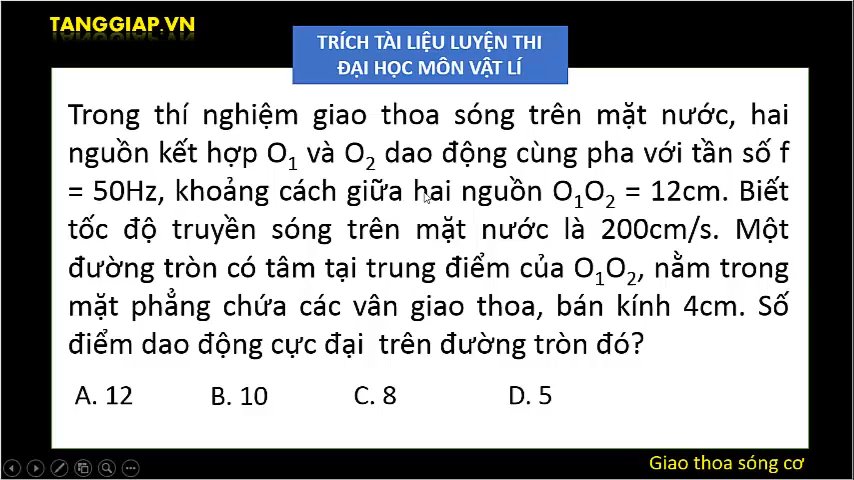 TANGGIAP.VN
TRÍCH TÀI LIỆU LUYỆN THI
ĐẠI HỌC MÔN VẬT LÍ
Trong thí nghiệm giao thoa sóng trên mặt nước, hai
nguồn kết hợp O₁ và O₂ dao động cùng pha với tần số f
= 50Hz, khoảng cách giữa hai nguồn O₁O₂ = 12cm. Biết
tốc độ truyền sóng trên mặt nước là 200cm/s. Một
đường tròn có tâm tại trung điểm của O₁O₂, nằm trong
mặt phẳng chứa các vân giao thoa, bán kính 4cm. Số
điểm dao động cực đại trên đường tròn đó?
A. 12 B. 10 C. 8 D. 5
Giao thoa sóng cơ